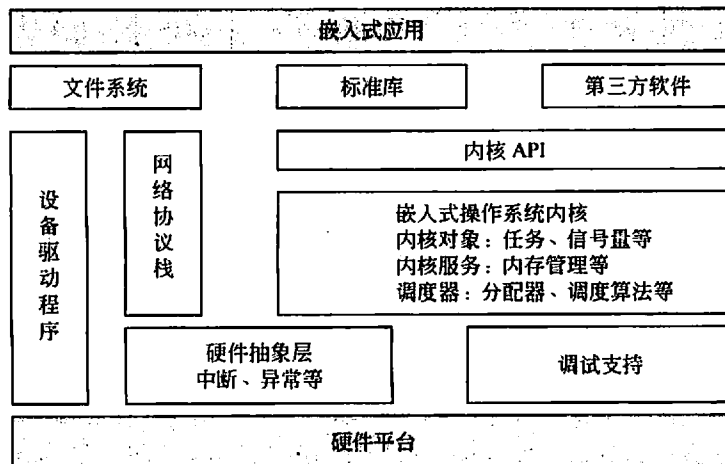 嵌入式应用
文件系统
标准库
第三方软件
设备驱动程序
网络协议栈
内核 API
嵌入式操作系统内核
内核对象：任务、信号量等
内核服务：内存管理等
调度器：分配器、调度算法等
硬件抽象层
中断、异常等
调试支持
硬件平台